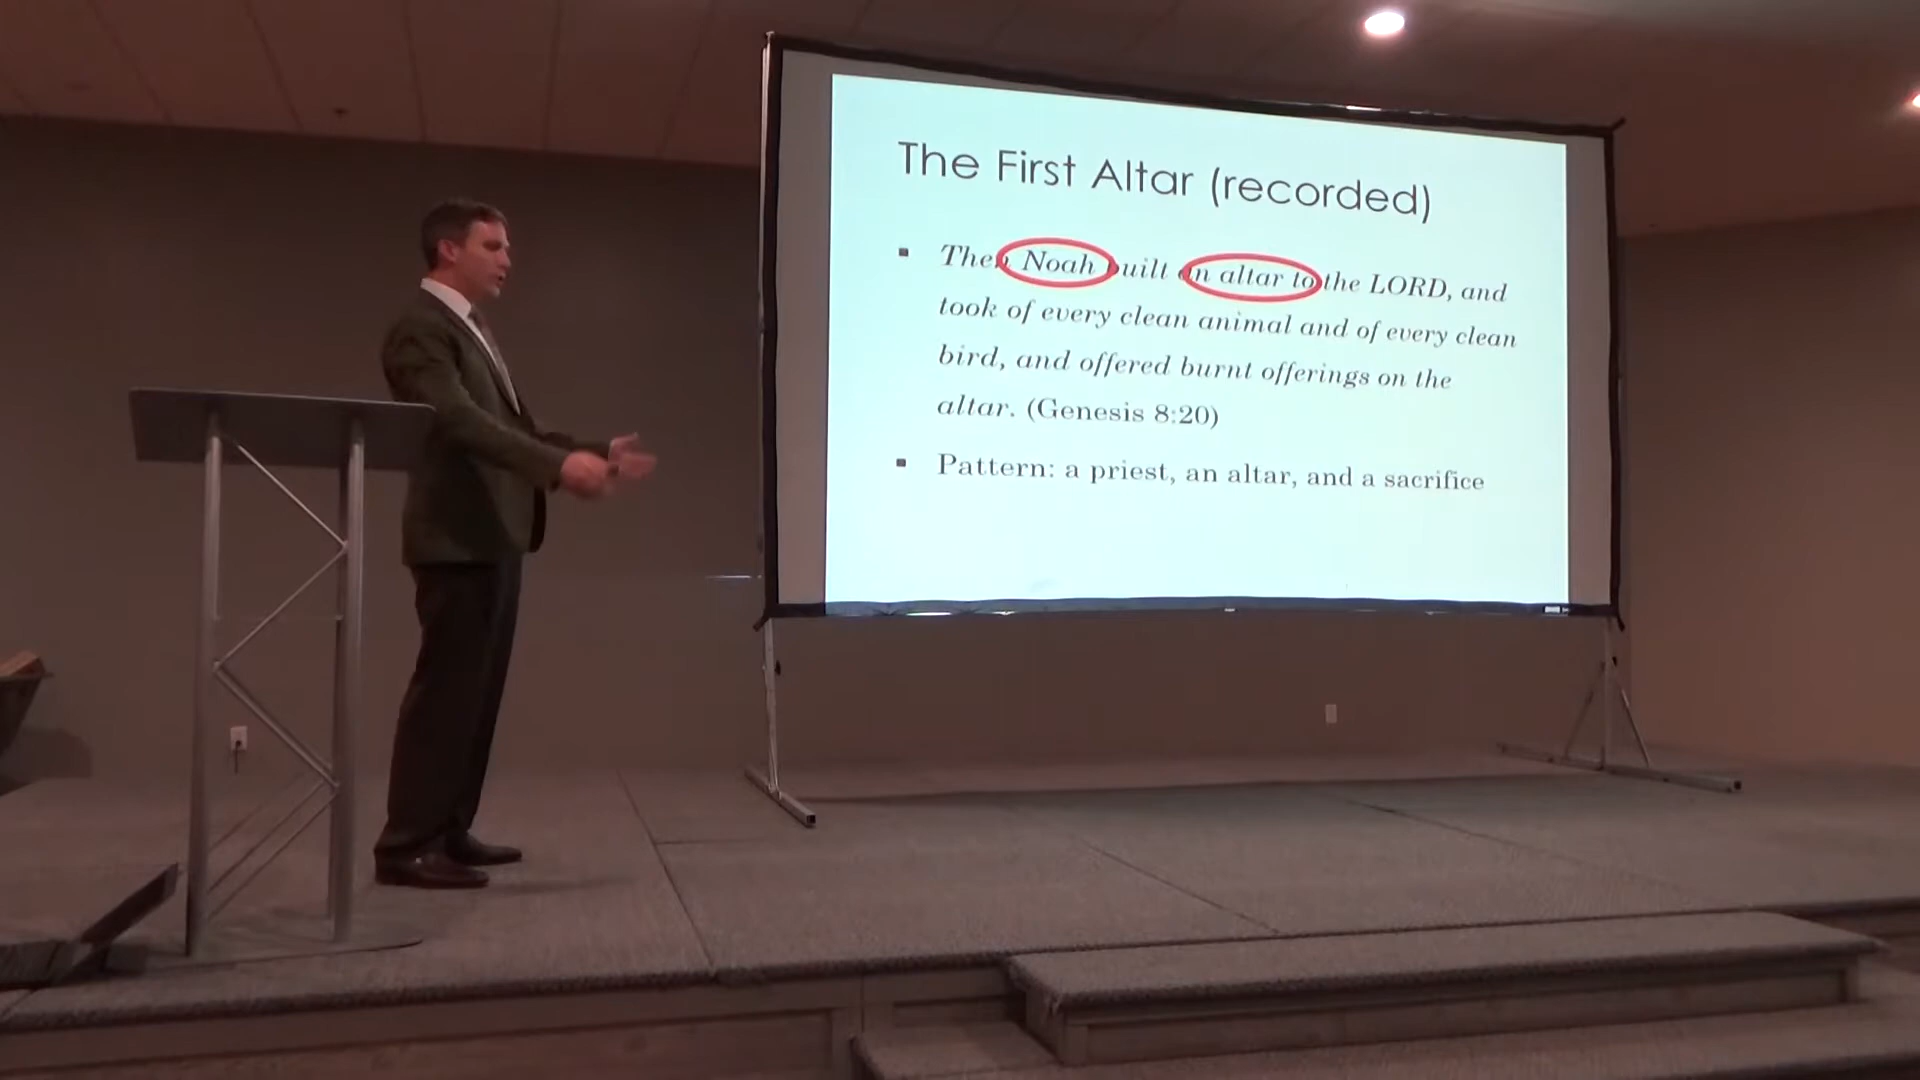 The First Altar (recorded)
Then Noah built an altar to the LORD, and
took of every clean animal and of every clean
bird, and offered burnt offerings on the
altar. (Genesis 8:20)
Pattern: a priest, an altar, and a sacrifice